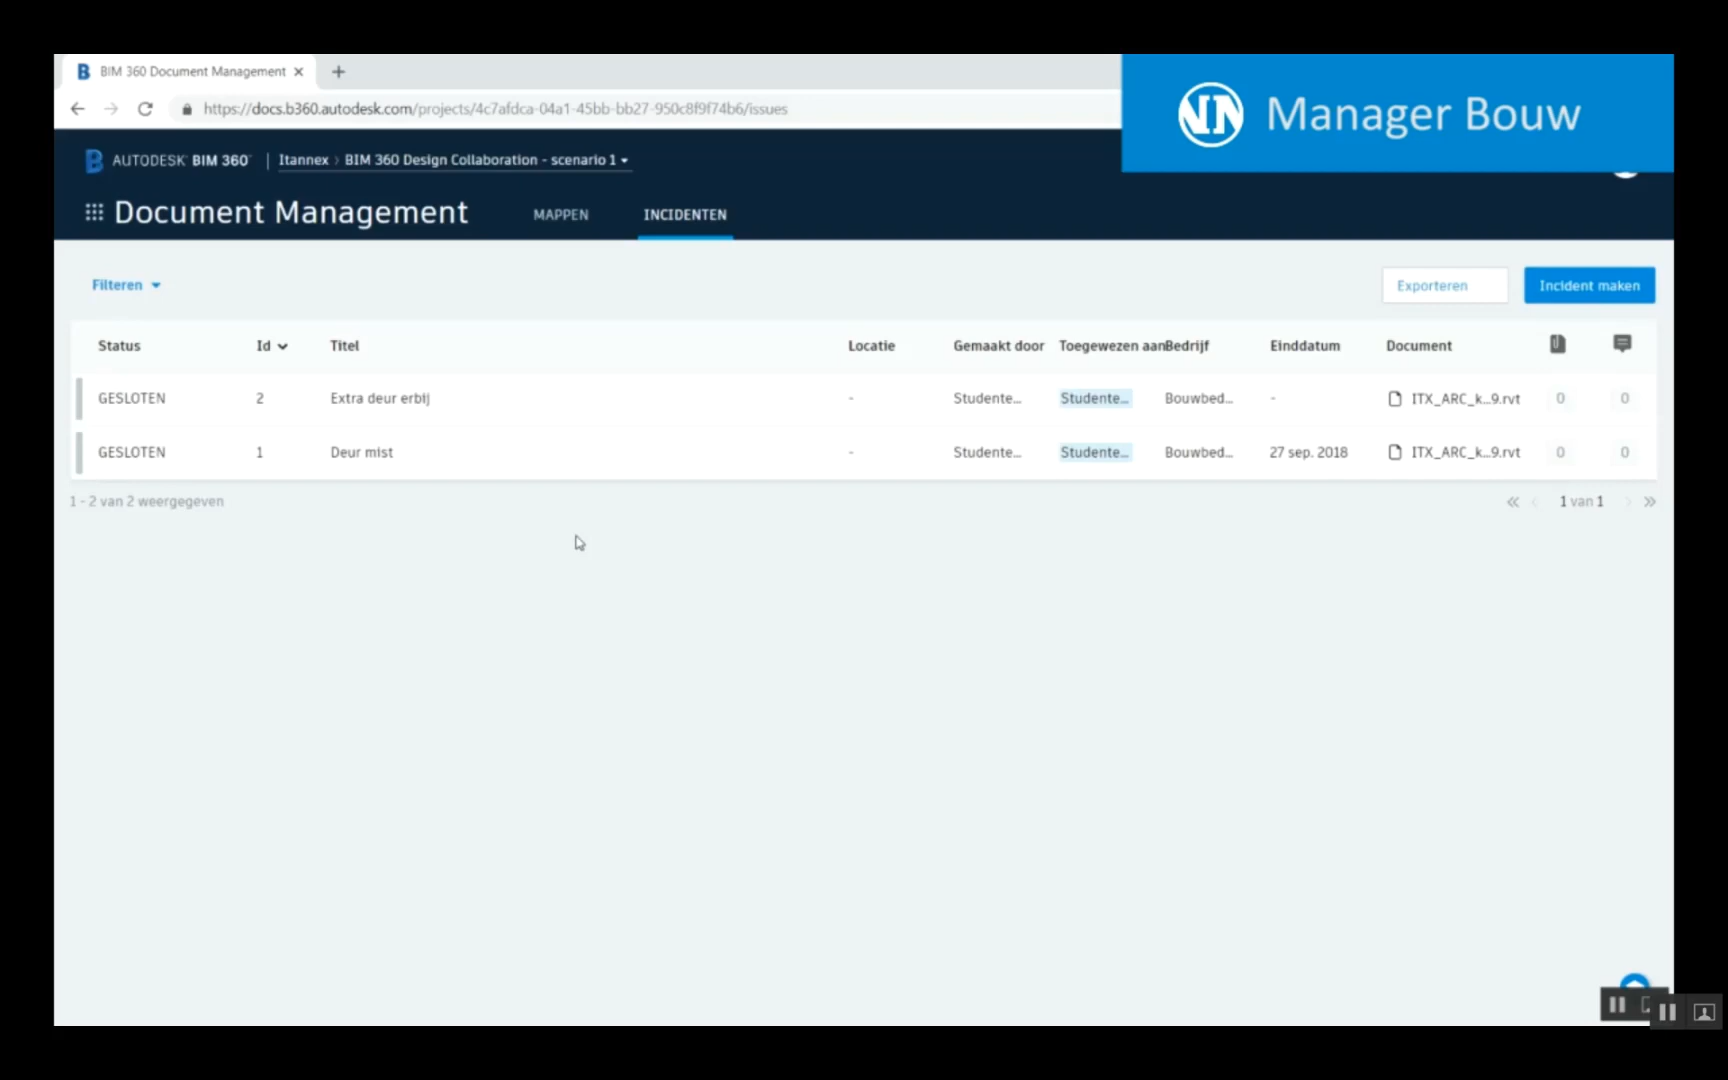 BIM 360 Document Management
https://docs.b360.autodesk.com/projects/4c7afdca-04a1-45bb-bb27-950c8f9f74b6/issues
Manager Bouw
AUTODESK BIM 360 | Itannex > BIM 360 Design Collaboration - scenario 1
Document Management MAPPEN INCIDENTEN
Filteren Exporteren Incident maken
Status Id Titel Locatie Gemaakt door Toegewezen aan Bedrijf Einddatum Document
GESLOTEN 2 Extra deur erbij - Studente... Studente... Bouwbed... - ITX_ARC_k...9.rvt 0 0
GESLOTEN 1 Deur mist - Studente... Studente... Bouwbed... 27 sep. 2018 ITX_ARC_k...9.rvt 0 0
1 - 2 van 2 weergegeven 1 van 1